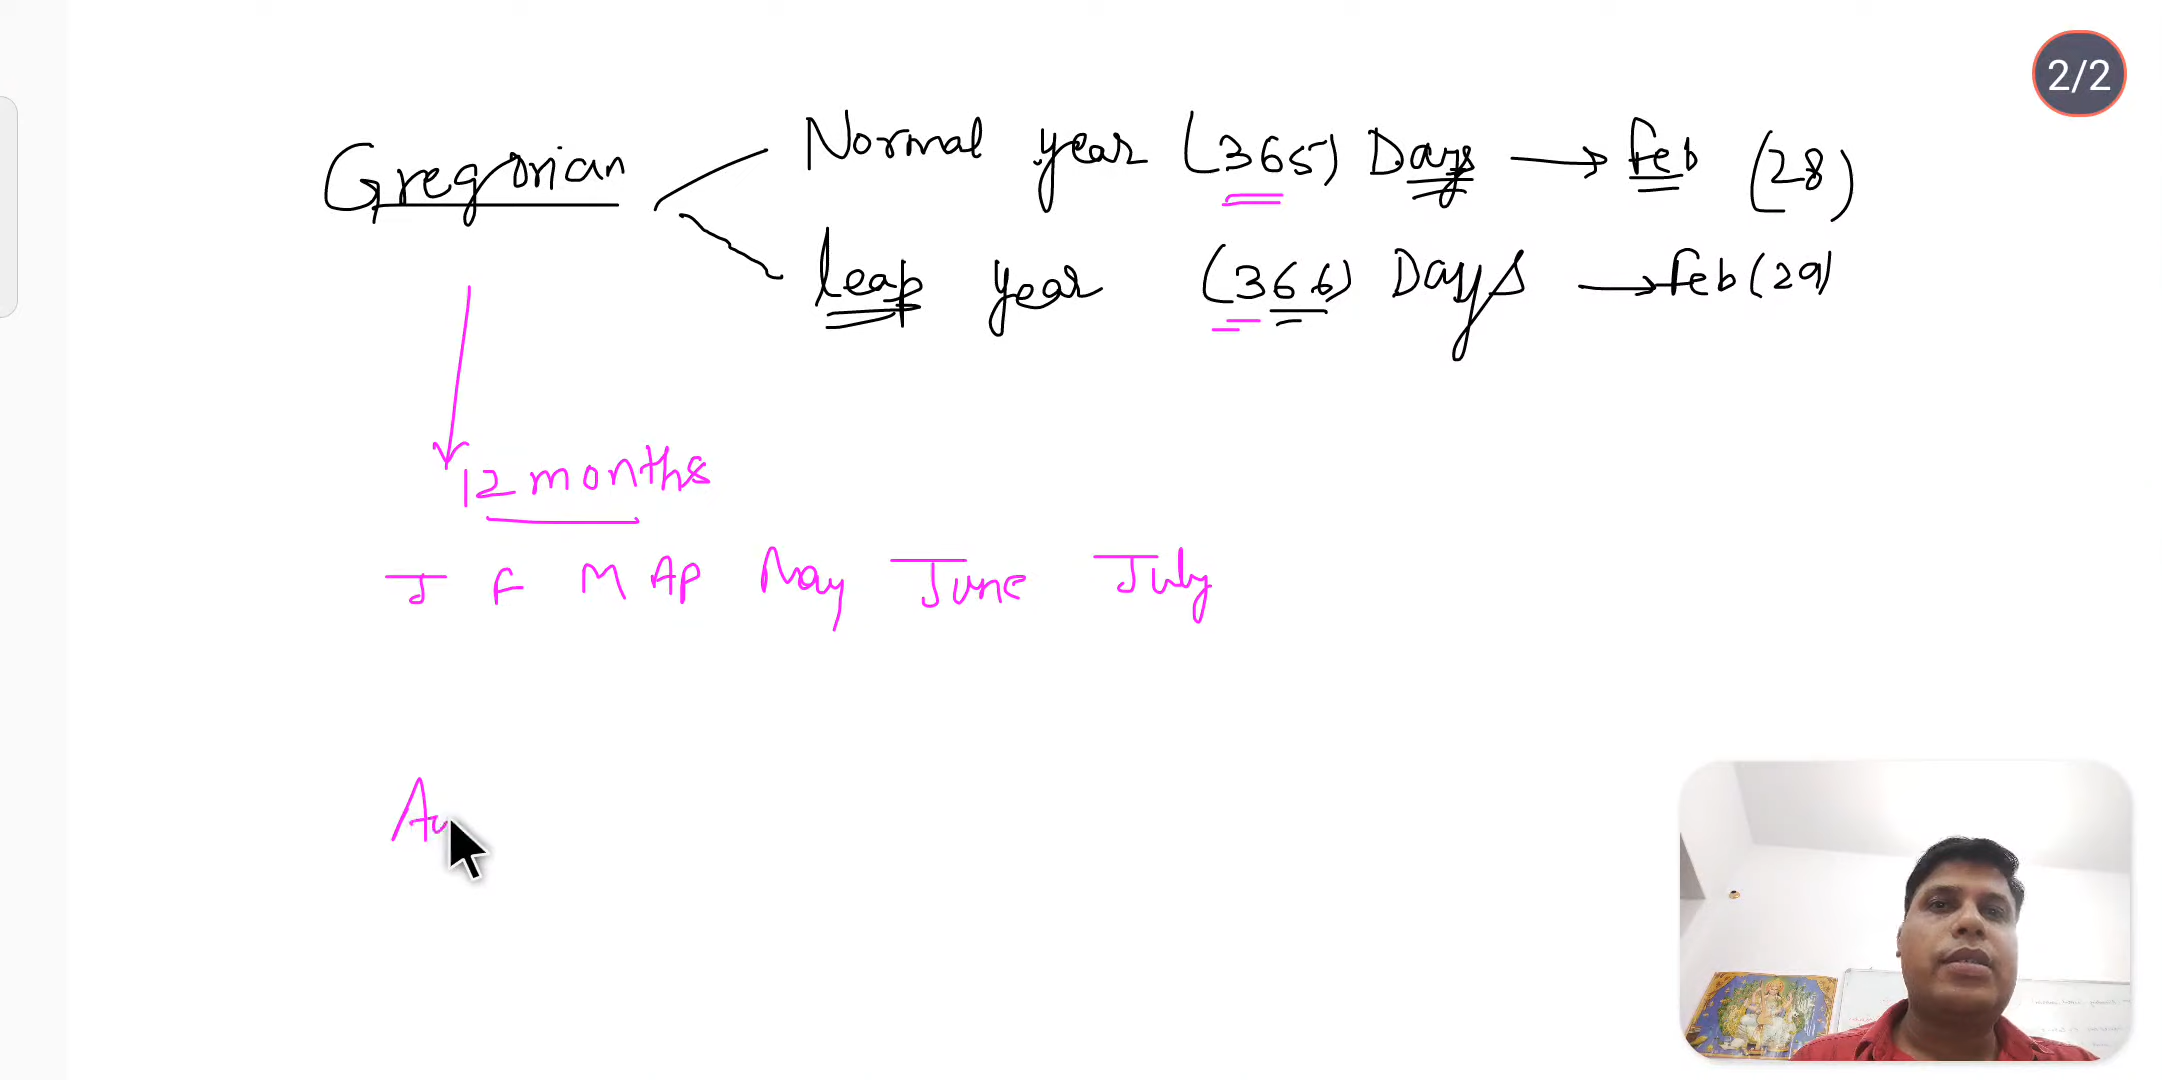 2/2
Gregorian
Normal year (365) Days → Feb (28)
leap year (366) Days → feb (29)
12 months
J F M AP May June July
Au